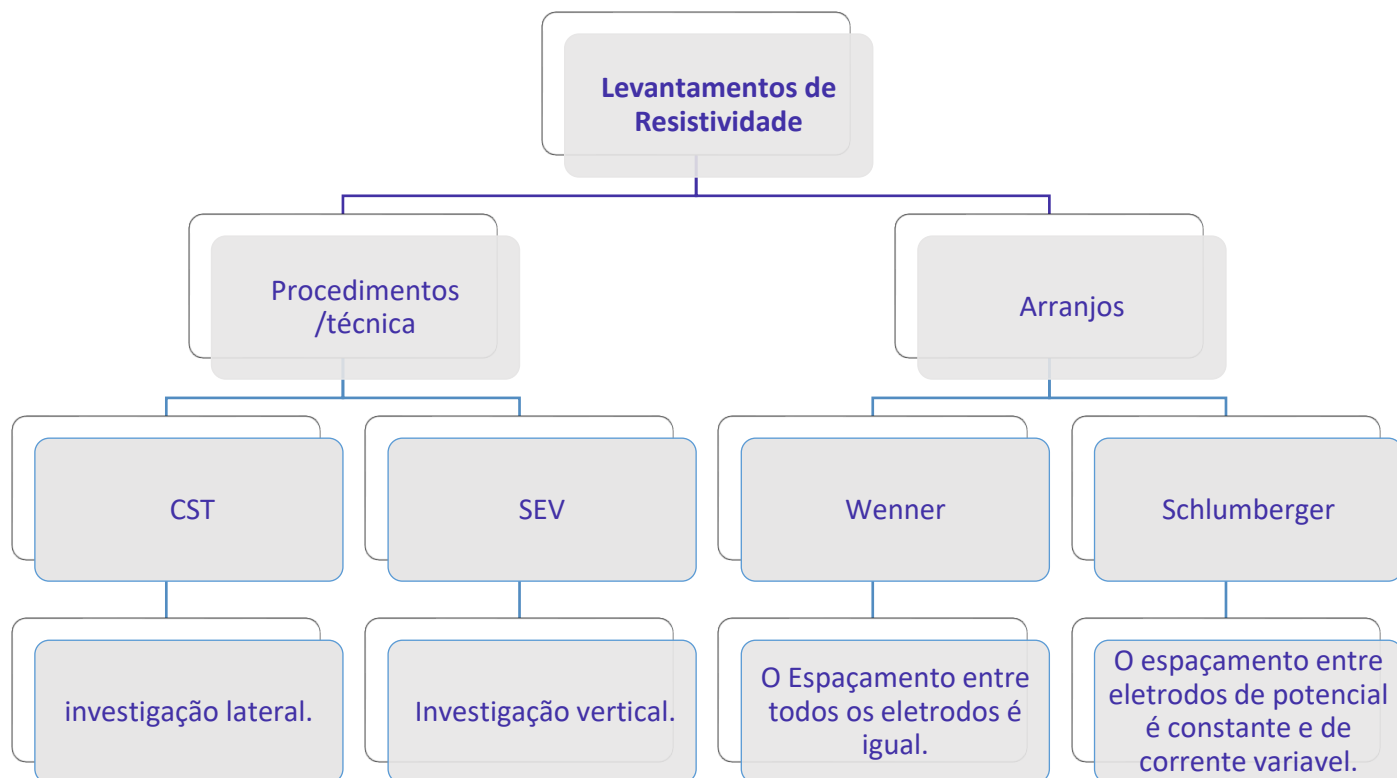 Levantamentos de
Resistividade
Procedimentos
/técnica
Arranjos
CST
SEV
Wenner
Schlumberger
investigação lateral.
Investigação vertical.
O Espaçamento entre
todos os eletrodos é
igual.
O espaçamento entre
eletrodos de potencial
é constante e de
corrente variavel.